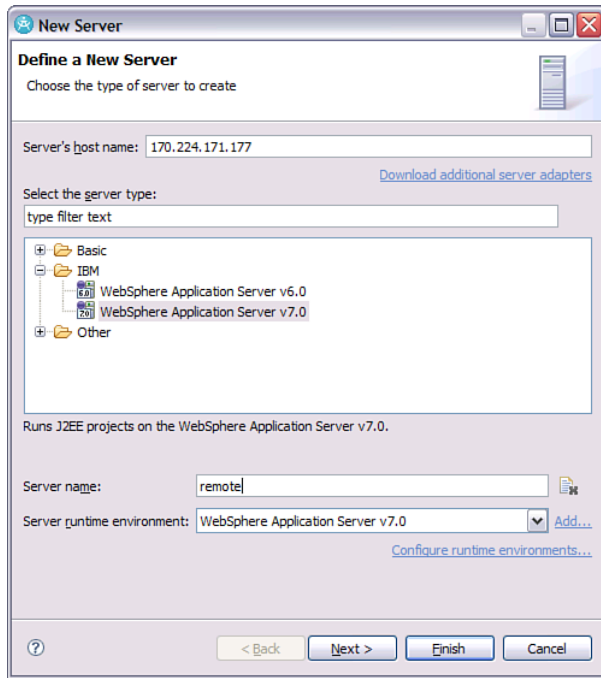 New Server
Define a New Server
Choose the type of server to create
Server's host name: 170.224.171.177
Download additional server adapters
Select the server type:
type filter text
Basic
IBM
WebSphere Application Server v6.0
WebSphere Application Server v7.0
Other
Runs J2EE projects on the WebSphere Application Server v7.0.
Server name: remote
Server runtime environment: WebSphere Application Server v7.0 Add...
Configure runtime environments...
< Back Next > Finish Cancel